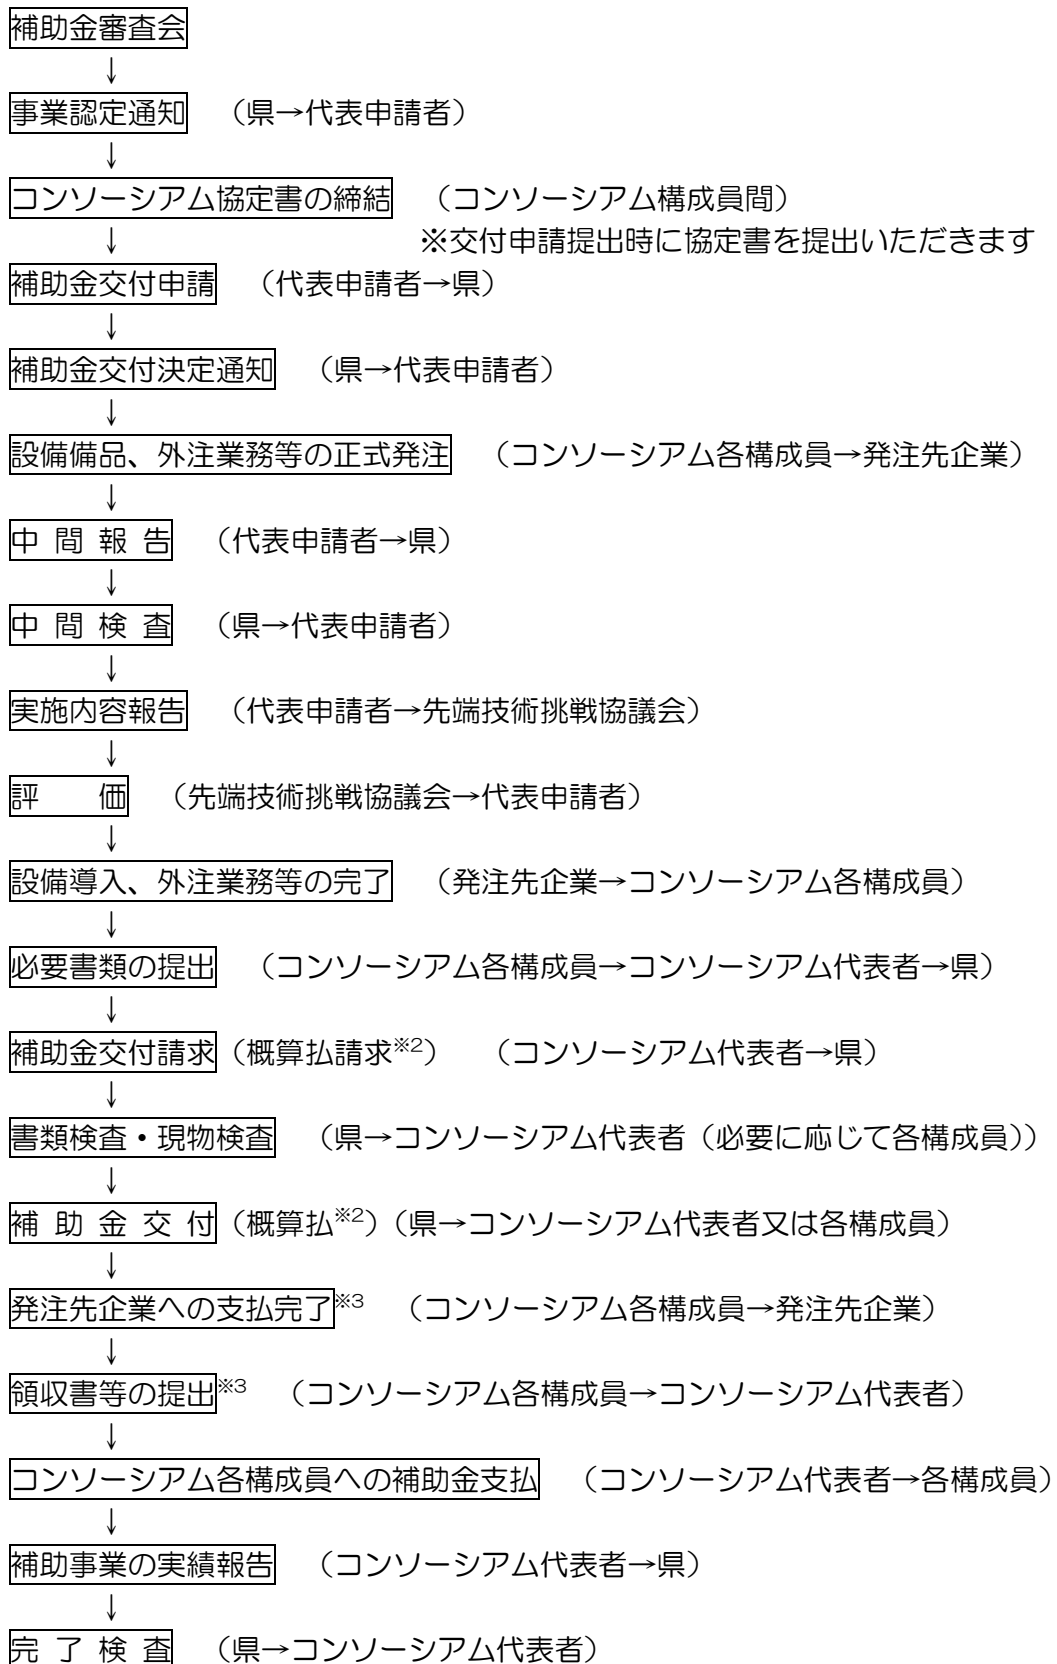 補助金審査会
↓
事業認定通知　（県→代表申請者）
↓
コンソーシアム協定書の締結　（コンソーシアム構成員間）
↓　※交付申請提出時に協定書を提出いただきます
補助金交付申請　（代表申請者→県）
↓
補助金交付決定通知　（県→代表申請者）
↓
設備備品、外注業務等の正式発注　（コンソーシアム各構成員→発注先企業）
↓
中 間 報 告　（代表申請者→県）
↓
中 間 検 査　（県→代表申請者）
↓
実施内容報告　（代表申請者→先端技術挑戦協議会）
↓
評　　価　（先端技術挑戦協議会→代表申請者）
↓
設備導入、外注業務等の完了　（発注先企業→コンソーシアム各構成員）
↓
必要書類の提出　（コンソーシアム各構成員→コンソーシアム代表者→県）
↓
補助金交付請求（概算払請求※2）　（コンソーシアム代表者→県）
↓
書類検査・現物検査　（県→コンソーシアム代表者（必要に応じて各構成員））
↓
補 助 金 交 付（概算払※2）（県→コンソーシアム代表者又は各構成員）
↓
発注先企業への支払完了※3　（コンソーシアム各構成員→発注先企業）
↓
領収書等の提出※3　（コンソーシアム各構成員→コンソーシアム代表者）
↓
コンソーシアム各構成員への補助金支払　（コンソーシアム代表者→各構成員）
↓
補助事業の実績報告　（コンソーシアム代表者→県）
↓
完 了 検 査　（県→コンソーシアム代表者）